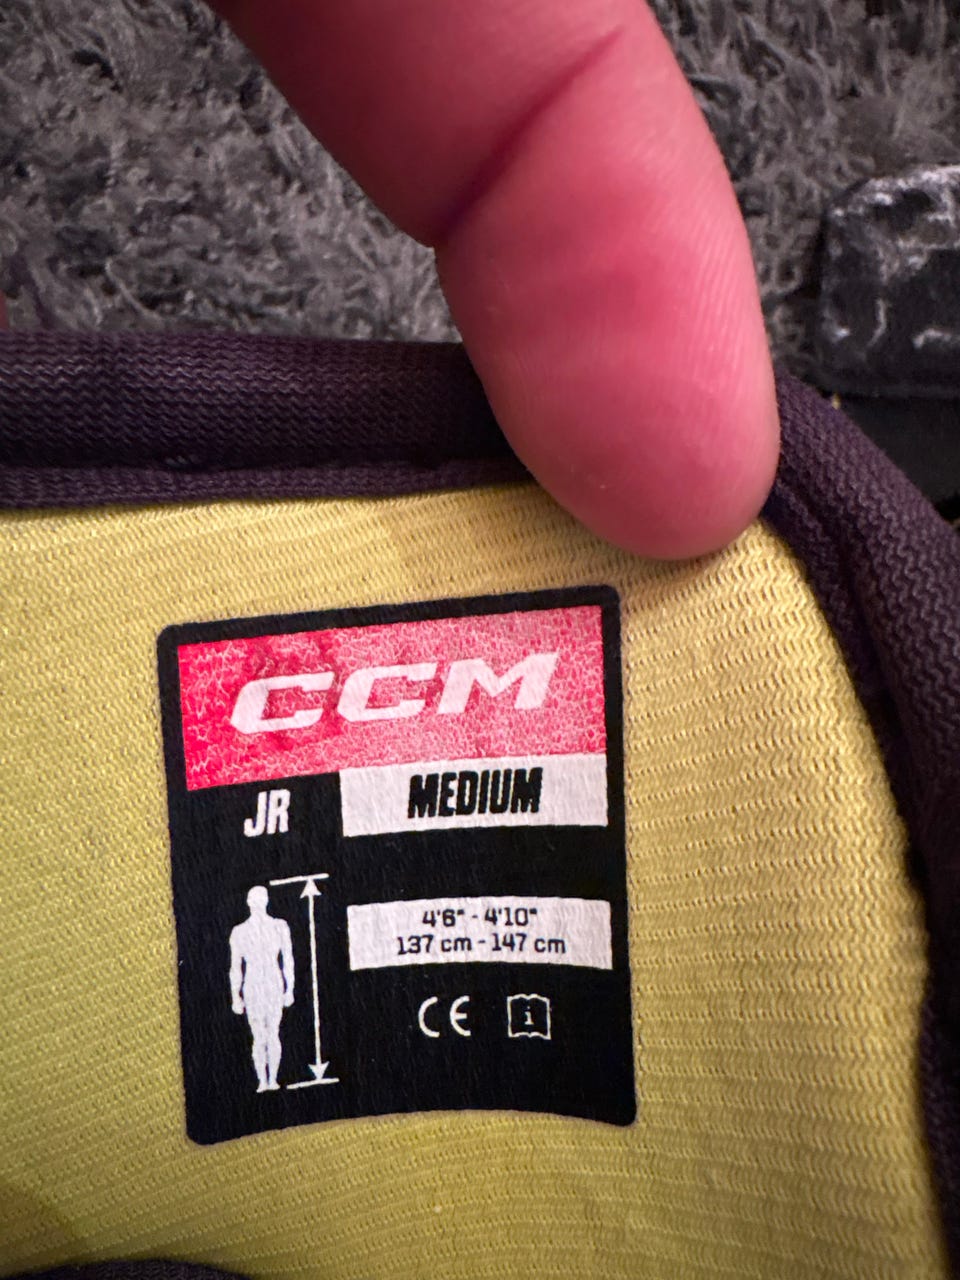 CCM
JR MEDIUM
4'6" - 4'10"
137 cm - 147 cm
CE i